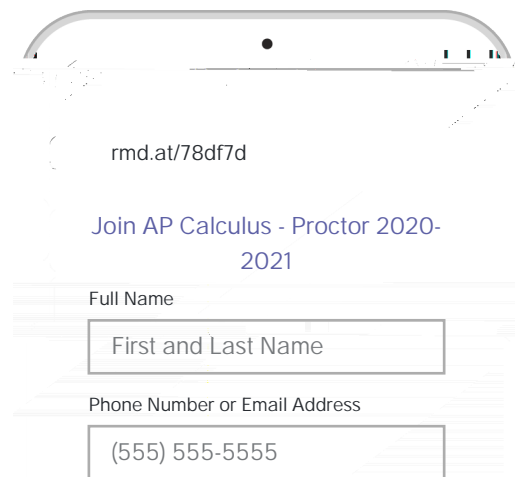 rmd.at/78df7d
Join AP Calculus - Proctor 2020-
2021
Full Name
First and Last Name
Phone Number or Email Address
(555) 555-5555